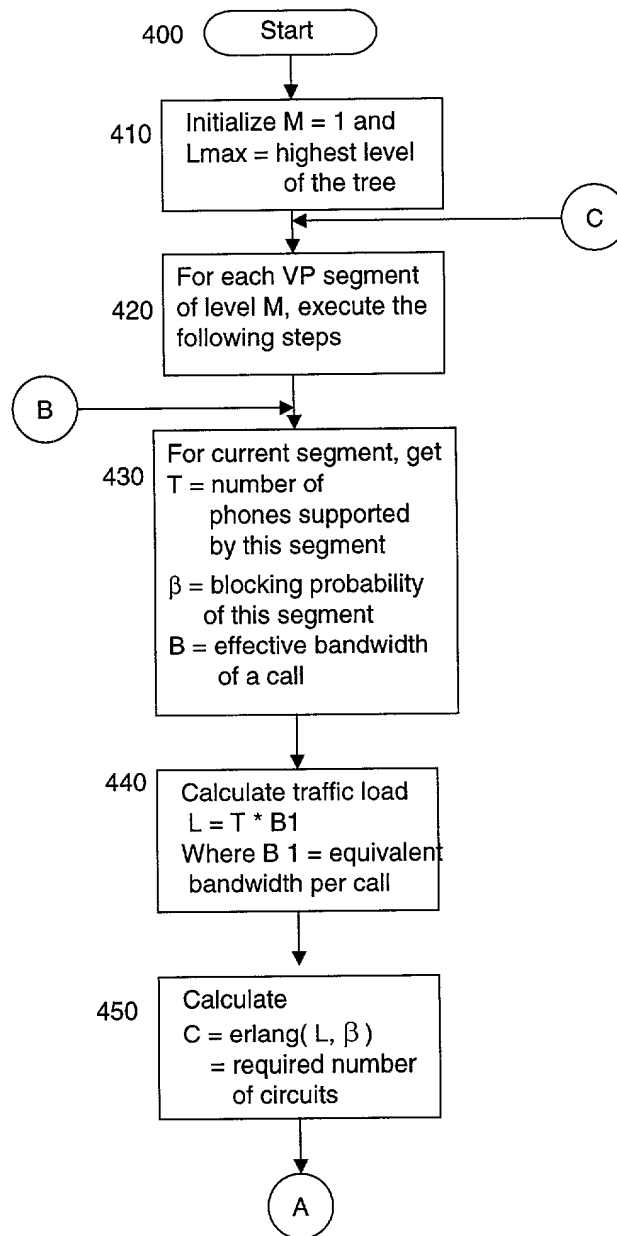 400
Start
410
Initialize M = 1 and
Lmax = highest level
of the tree
C
420
For each VP segment
of level M, execute the
following steps
B
430
For current segment, get
T = number of
phones supported
by this segment
β = blocking probability
of this segment
B = effective bandwidth
of a call
440
Calculate traffic load
L = T * B1
Where B 1 = equivalent
bandwidth per call
450
Calculate
C = erlang( L, β )
= required number
of circuits
A